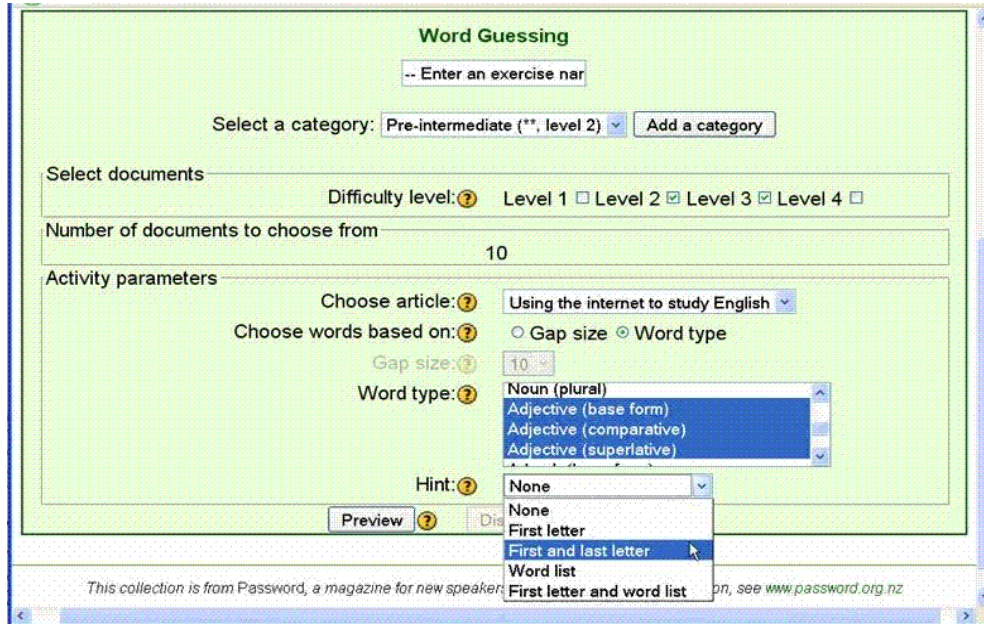 Word Guessing
-- Enter an exercise nar
Select a category: Pre-intermediate (**, level 2) Add a category
Select documents
Difficulty level: ? Level 1 Level 2 Level 3 Level 4
Number of documents to choose from
10
Activity parameters
Choose article: ? Using the internet to study English
Choose words based on: ? Gap size Word type
Gap size: ? 10
Word type: ? Noun (plural)
Adjective (base form)
Adjective (comparative)
Adjective (superlative)
Hint: ? None
None
Preview ? Dis
First letter
First and last letter
Word list
First letter and word list
This collection is from Password, a magazine for new speakers on, see www.password.org.nz